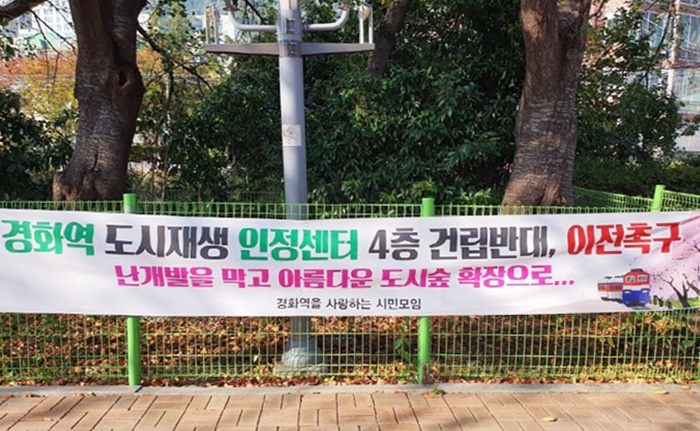 경화역 도시재생 인정센터 4층 건립반대, 이전촉구
난개발을 막고 아름다운 도시숲 확장으로...
경화역을 사랑하는 시민모임